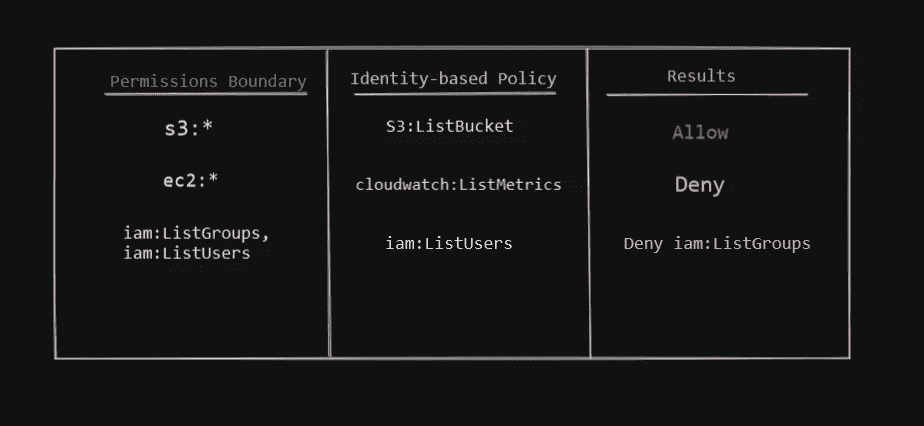 Permissions Boundary
Identity-based Policy
Results
s3:*
S3:ListBucket
Allow
ec2:*
cloudwatch:ListMetrics
Deny
iam:ListGroups,
iam:ListUsers
iam:ListUsers
Deny iam:ListGroups